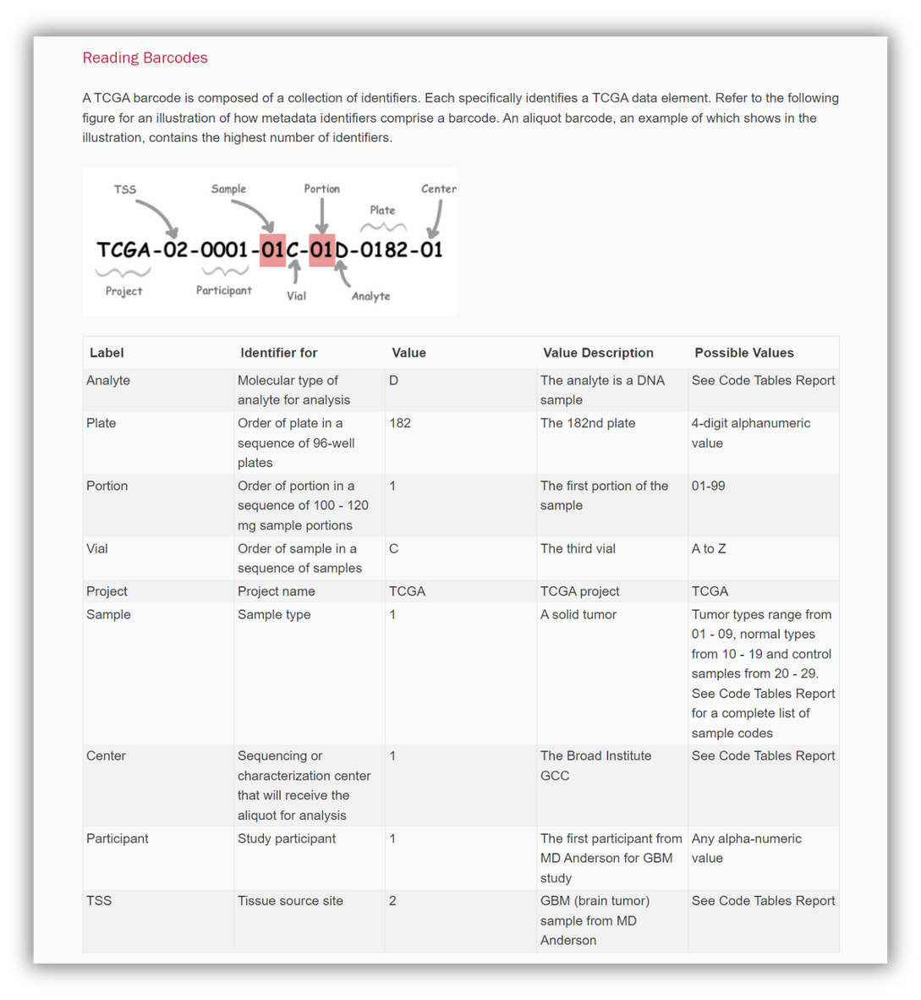 Reading Barcodes
A TCGA barcode is composed of a collection of identifiers. Each specifically identifies a TCGA data element. Refer to the following
figure for an illustration of how metadata identifiers comprise a barcode. An aliquot barcode, an example of which shows in the
illustration, contains the highest number of identifiers.
TSS Sample Portion Center
Plate
TCGA-02-0001-01C-01D-0182-01
Project Participant Vial Analyte
Label Identifier for Value Value Description Possible Values
Analyte Molecular type of D The analyte is a DNA See Code Tables Report
analyte for analysis sample
Plate Order of plate in a 182 The 182nd plate 4-digit alphanumeric
sequence of 96-well value
plates
Portion Order of portion in a 1 The first portion of the 01-99
sequence of 100 - 120 sample
mg sample portions
Vial Order of sample in a C The third vial A to Z
sequence of samples
Project Project name TCGA TCGA project TCGA
Sample Sample type 1 A solid tumor Tumor types range from
01 - 09, normal types
from 10 - 19 and control
samples from 20 - 29.
See Code Tables Report
for a complete list of
sample codes
Center Sequencing or 1 The Broad Institute See Code Tables Report
characterization center GCC
that will receive the
aliquot for analysis
Participant Study participant 1 The first participant from Any alpha-numeric
MD Anderson for GBM value
study
TSS Tissue source site 2 GBM (brain tumor) See Code Tables Report
sample from MD
Anderson